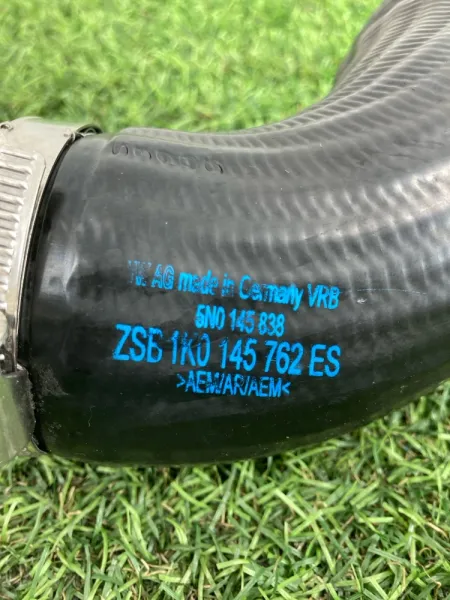 VW AG made in Germany VRB
5N0 145 838
ZSB 1K0 145 762 ES
>AEM/AR/AEM<